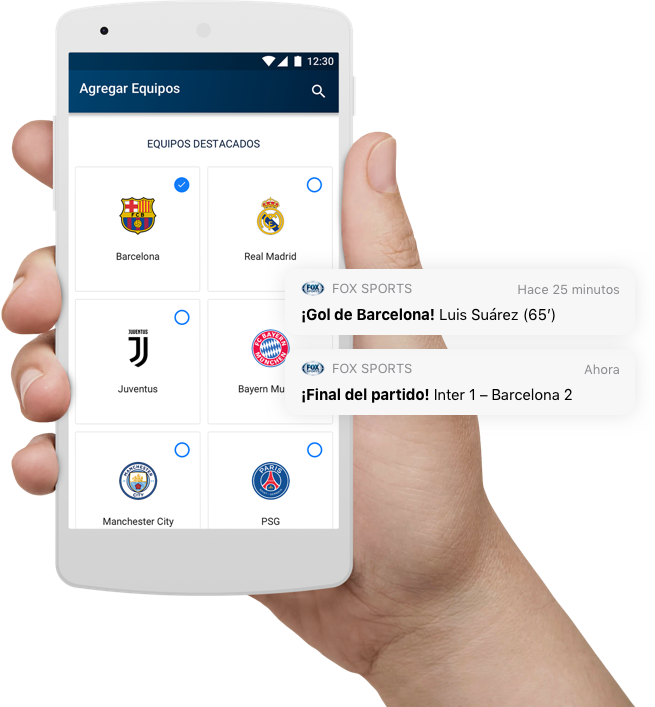 12:30
Agregar Equipos
EQUIPOS DESTACADOS
FCB
Barcelona
Real Madrid
FOX
FOX SPORTS
Hace 25 minutos
¡Gol de Barcelona! Luis Suárez (65’)
JUVENTUS
FC BAYERN
MÜNCHEN
Juventus
Bayern Mu
FOX
FOX SPORTS
Ahora
¡Final del partido! Inter 1 – Barcelona 2
MANCHESTER
CITY
PARIS
Manchester City
PSG